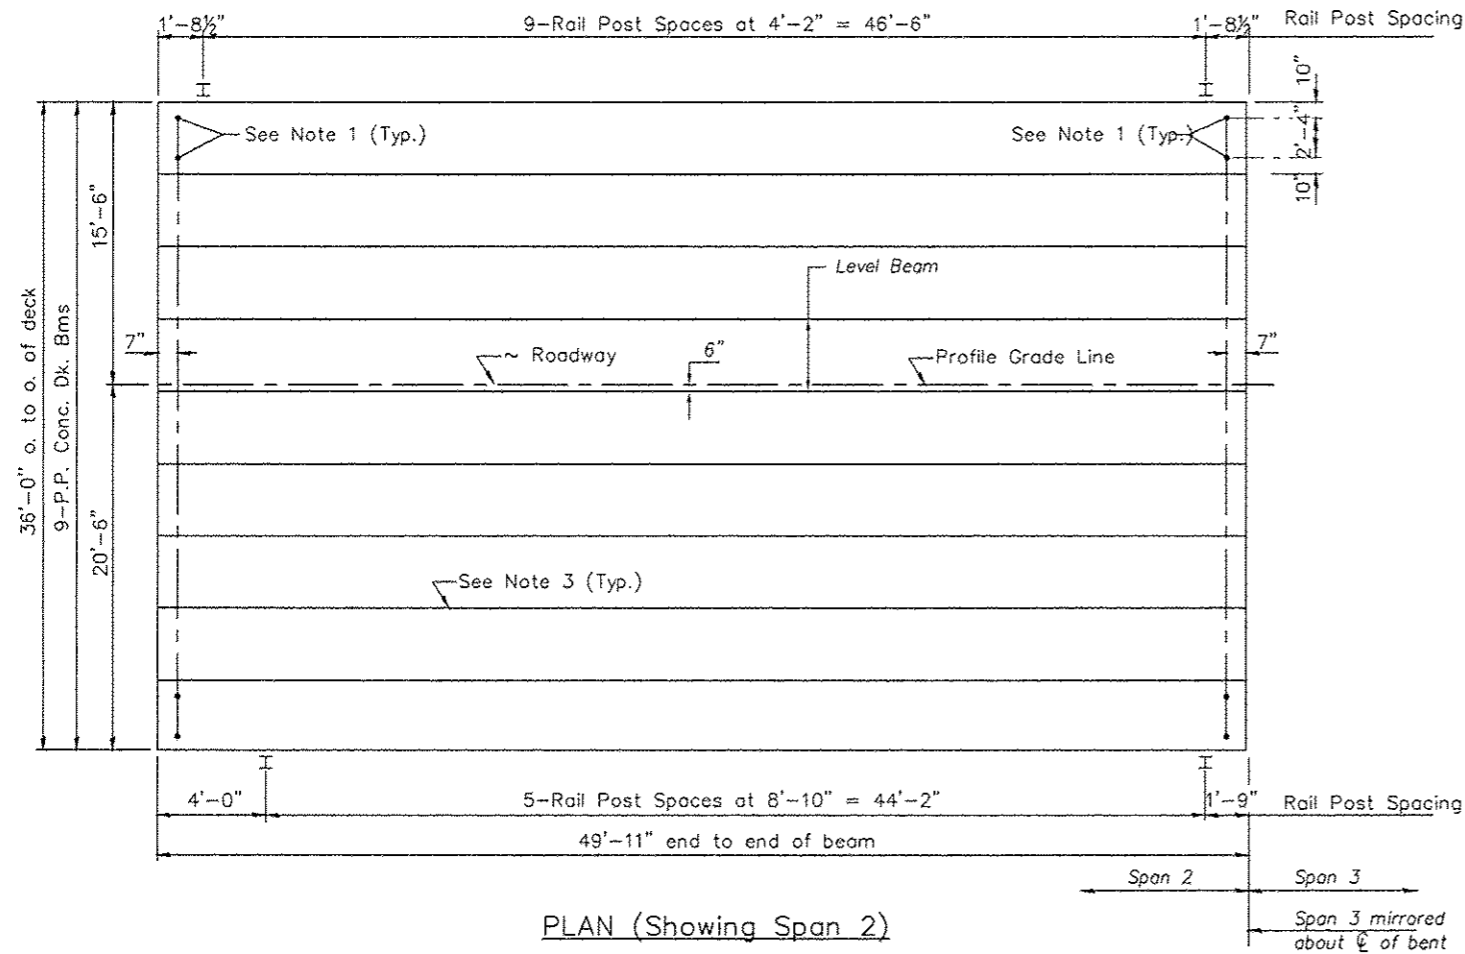 1'-8½"
9-Rail Post Spaces at 4'-2" = 46'-6"
1'-8½"
Rail Post Spacing
10"
2'-4"
10"
See Note 1 (Typ.)
See Note 1 (Typ.)
36'-0" o. to o. of deck
9-P.P. Conc. Dk. Bms
15'-6"
20'-6"
Level Beam
7"
~ Roadway
6"
Profile Grade Line
7"
See Note 3 (Typ.)
4'-0"
5-Rail Post Spaces at 8'-10" = 44'-2"
1'-9"
Rail Post Spacing
49'-11" end to end of beam
Span 2
Span 3
PLAN (Showing Span 2)
Span 3 mirrored
about ℄ of bent